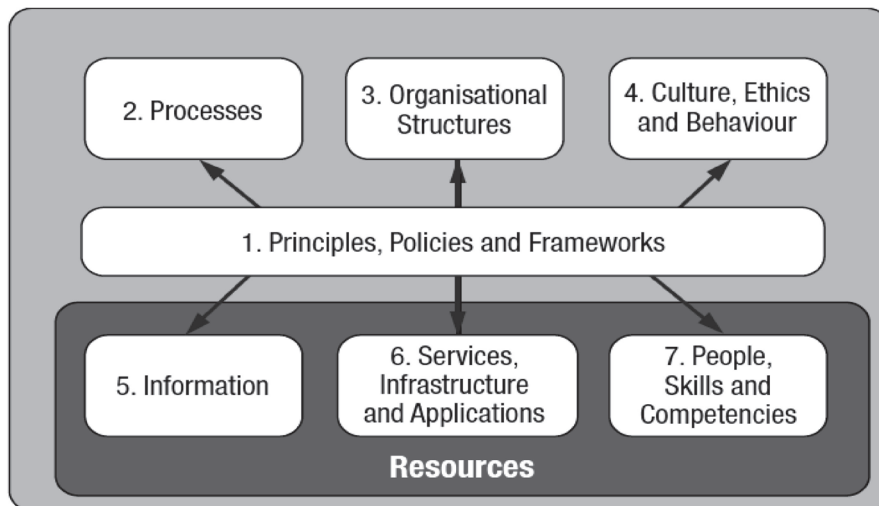 2. Processes
3. Organisational
Structures
4. Culture, Ethics
and Behaviour
1. Principles, Policies and Frameworks
5. Information
6. Services,
Infrastructure
and Applications
7. People,
Skills and
Competencies
Resources